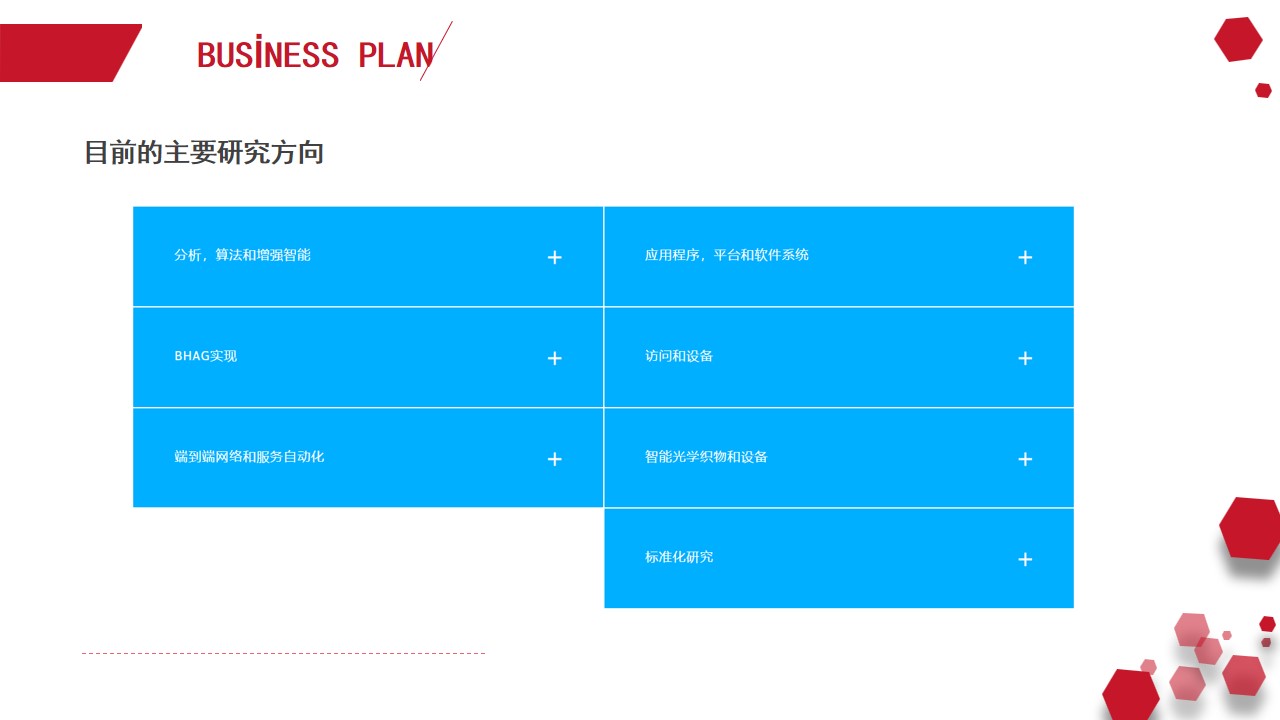 BUSiNESS PLAN
目前的主要研究方向
分析，算法和增强智能 +
应用程序，平台和软件系统 +
BHAG实现 +
访问和设备 +
端到端网络和服务自动化 +
智能光学织物和设备 +
标准化研究 +